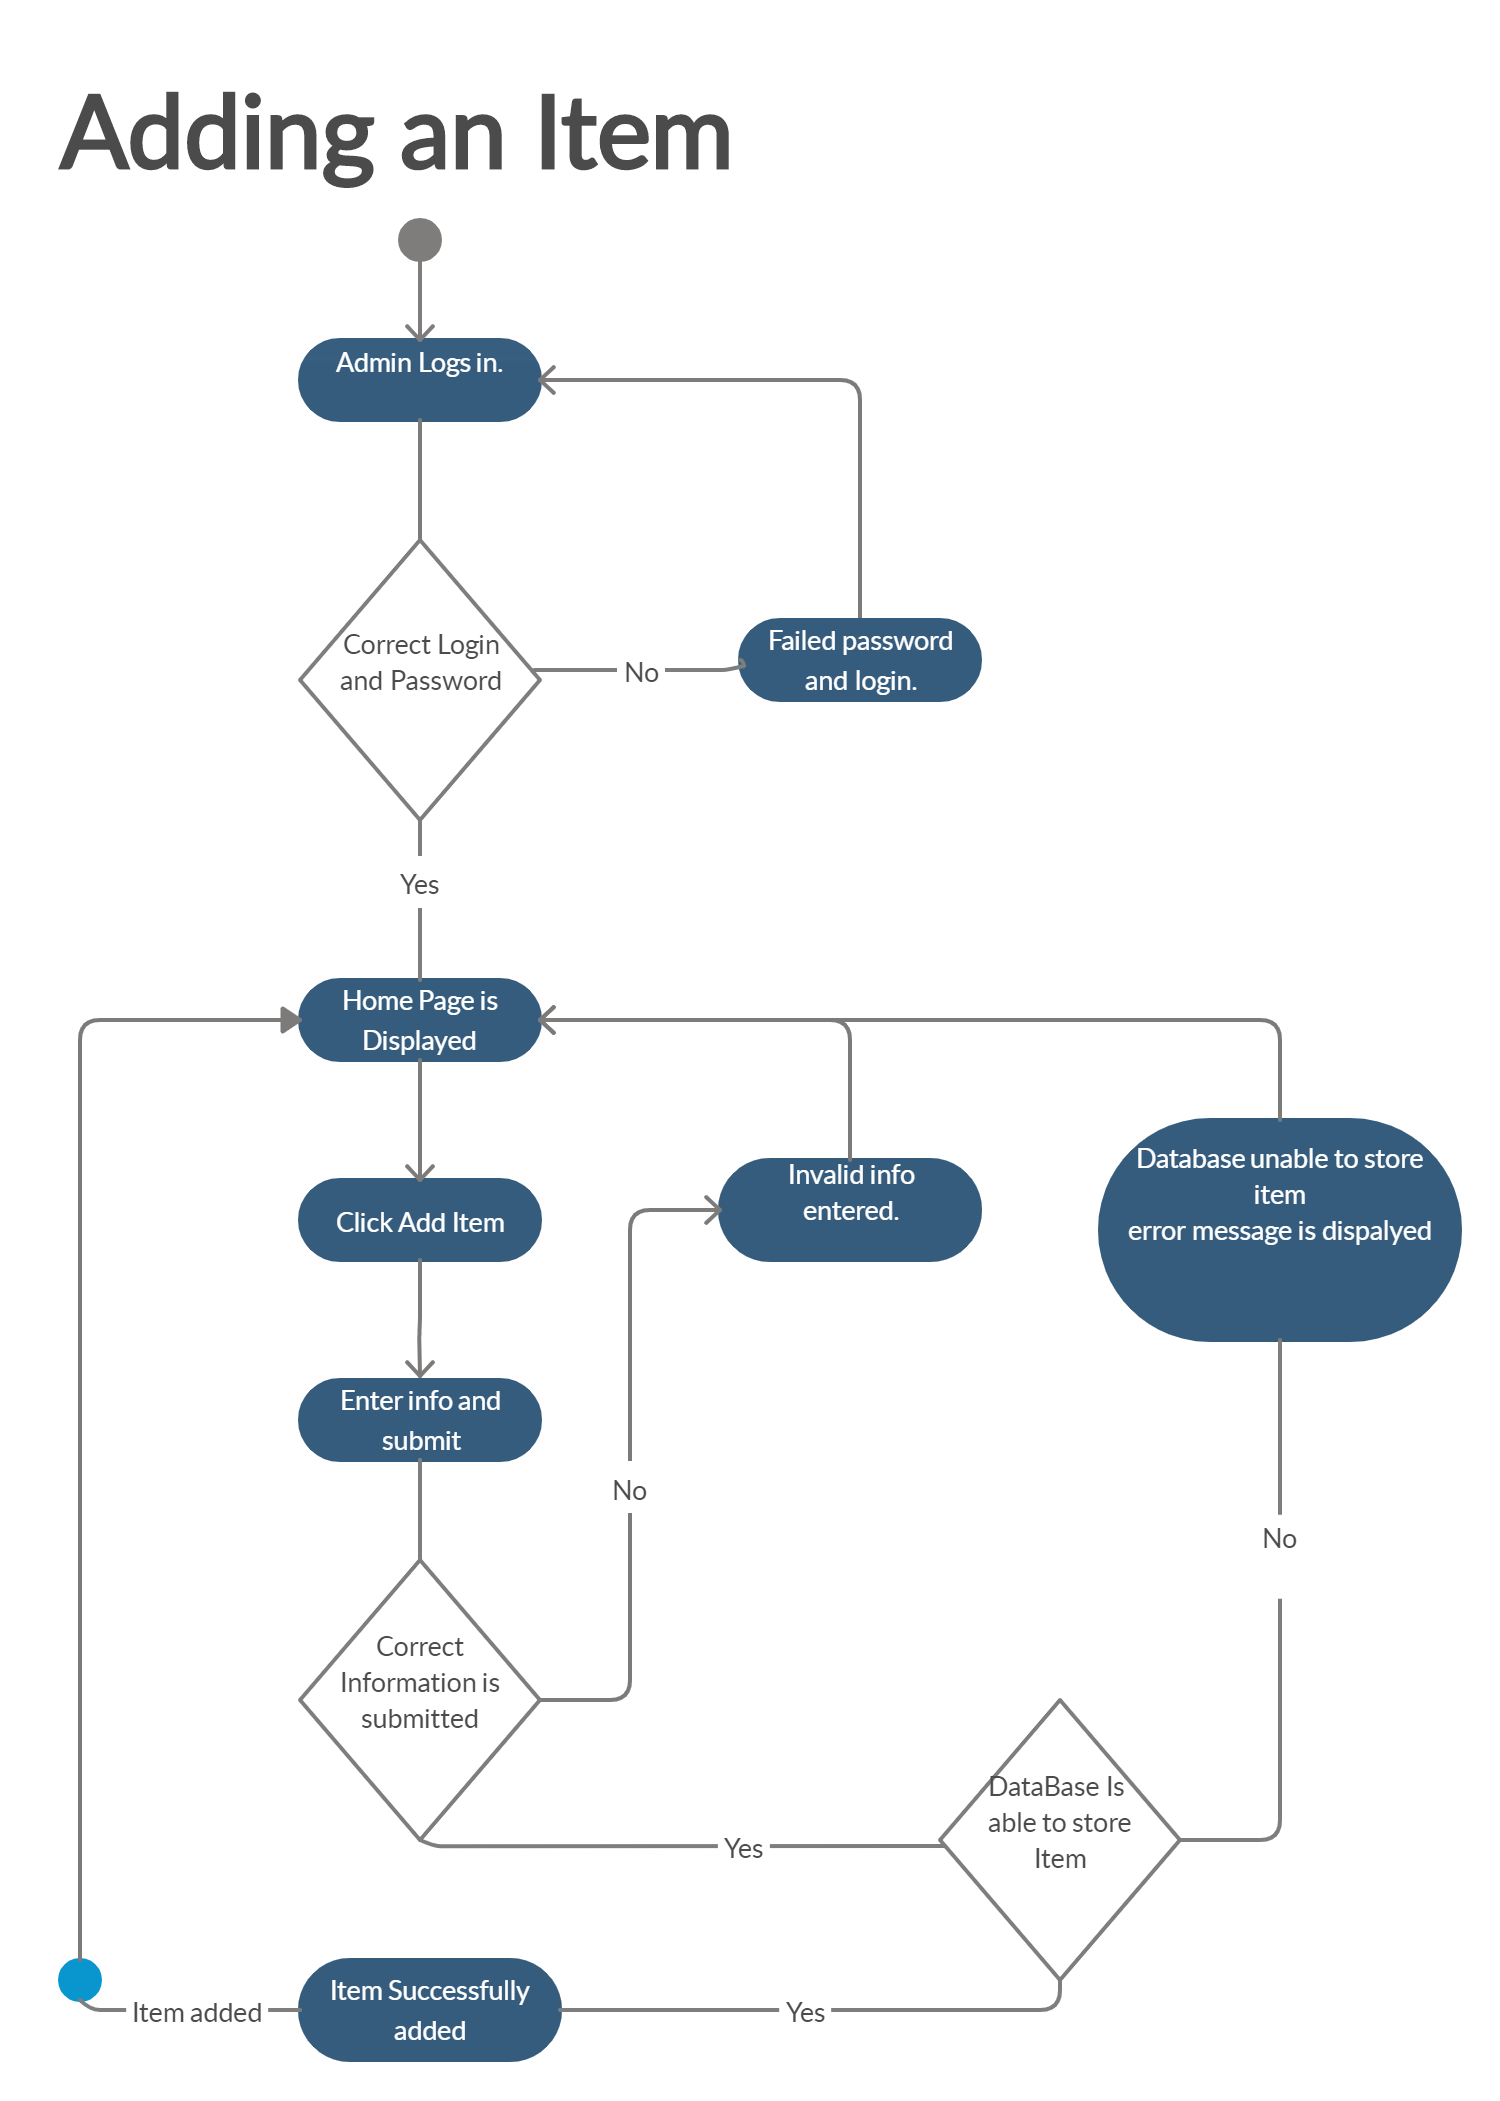 Adding an Item
Admin Logs in.
Correct Login
and Password
No
Failed password
and login.
Yes
Home Page is
Displayed
Click Add Item
Invalid info
entered.
Database unable to store
item
error message is dispalyed
Enter info and
submit
No
No
Correct
Information is
submitted
DataBase Is
able to store
Item
Yes
Item Successfully
added
Item added
Yes